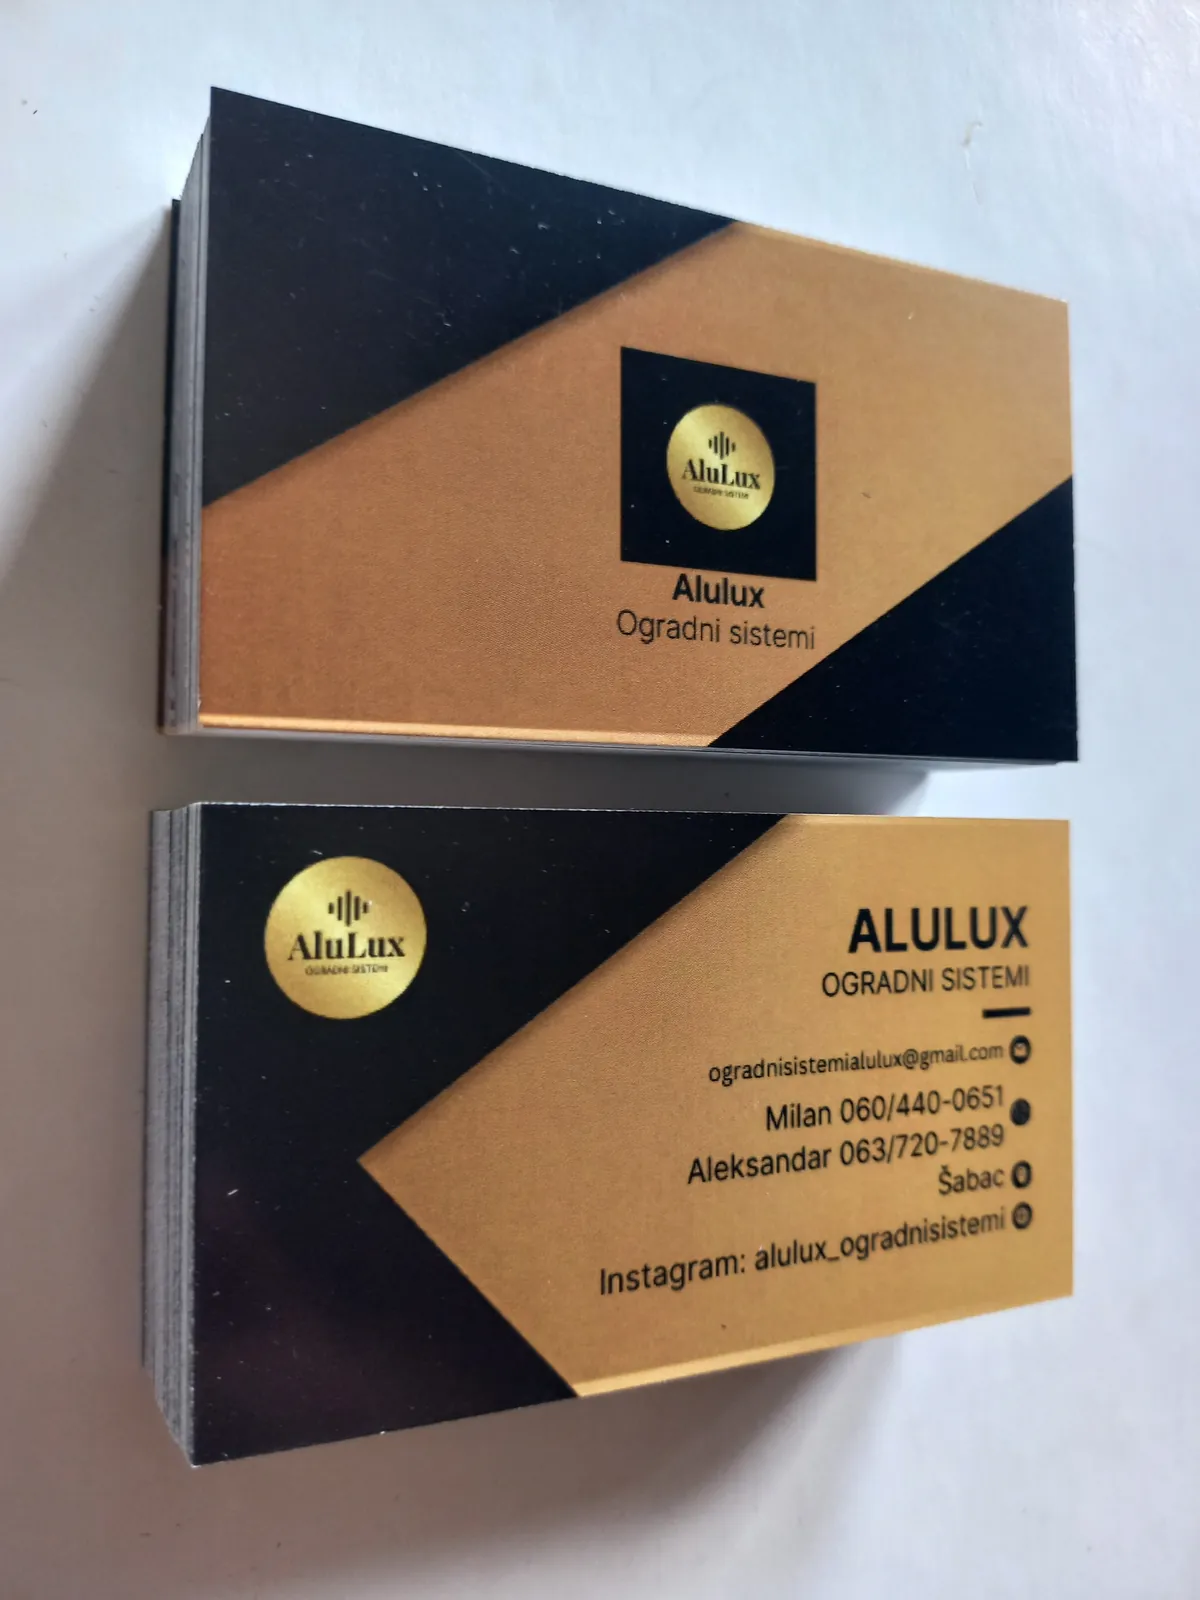 AluLux
OGRADNI SISTEMI
Alulux
Ogradni sistemi
AluLux
OGRADNI SISTEMI
ALULUX
OGRADNI SISTEMI
ogradnisistemialulux@gmail.com
Milan 060/440-0651
Aleksandar 063/720-7889
Šabac
Instagram: alulux_ogradnisistemi